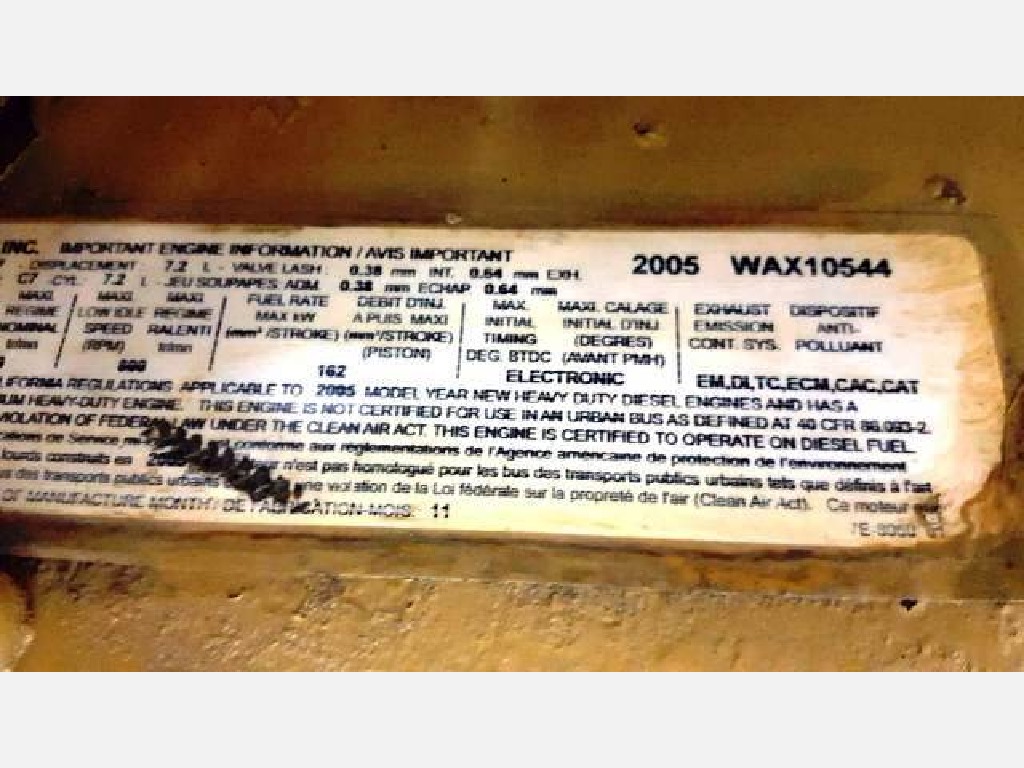 INC. IMPORTANT ENGINE INFORMATION / AVIS IMPORTANT
2005 WAX10544
DISPLACEMENT: 7.2 L - VALVE LASH: 0.38 mm INT. 0.64 mm EXH.
C7 -CYL: 7.2 L - JEU SOUPAPES ADM. 0.38 mm ECHAP 0.64 mm
MAXI MAXI. MAXI FUEL RATE DEBIT D'INJ. MAX. MAXI. CALAGE EXHAUST DISPOSITIF
REGIME LOW IDLE REGIME MAX kW A PUIS MAXI INITIAL INITIAL D'INJ EMISSION ANTI-
NOMINAL SPEED RALENTI (mm³ /STROKE) (mm³/STROKE) TIMING (DEGRES) CONT. SYS. POLLUANT
tr/mn (RPM) tr/mn (PISTON) DEG. BTDC (AVANT PMH)
162 ELECTRONIC EM,DI,TC,ECM,CAC,CAT
REGULATIONS APPLICABLE TO 2005 MODEL YEAR NEW HEAVY DUTY DIESEL ENGINES AND HAS A
HEAVY-DUTY ENGINE. THIS ENGINE IS NOT CERTIFIED FOR USE IN AN URBAN BUS AS DEFINED AT 40 CFR 86.093-2.
VIOLATION OF FEDERAL LAW UNDER THE CLEAN AIR ACT. THIS ENGINE IS CERTIFIED TO OPERATE ON DIESEL FUEL.
de Service conforme aux réglementations de l'Agence américaine de protection de l'environnement
lourds construits en n'est pas homologué pour les bus des transports publics urbains tels que définis à l'art.
des transports publics urbains une violation de la Loi fédérale sur la propreté de l'air (Clean Air Act). Ce moteur
OF MANUFACTURE MONTH / DE FABRICATION-MOIS: 11